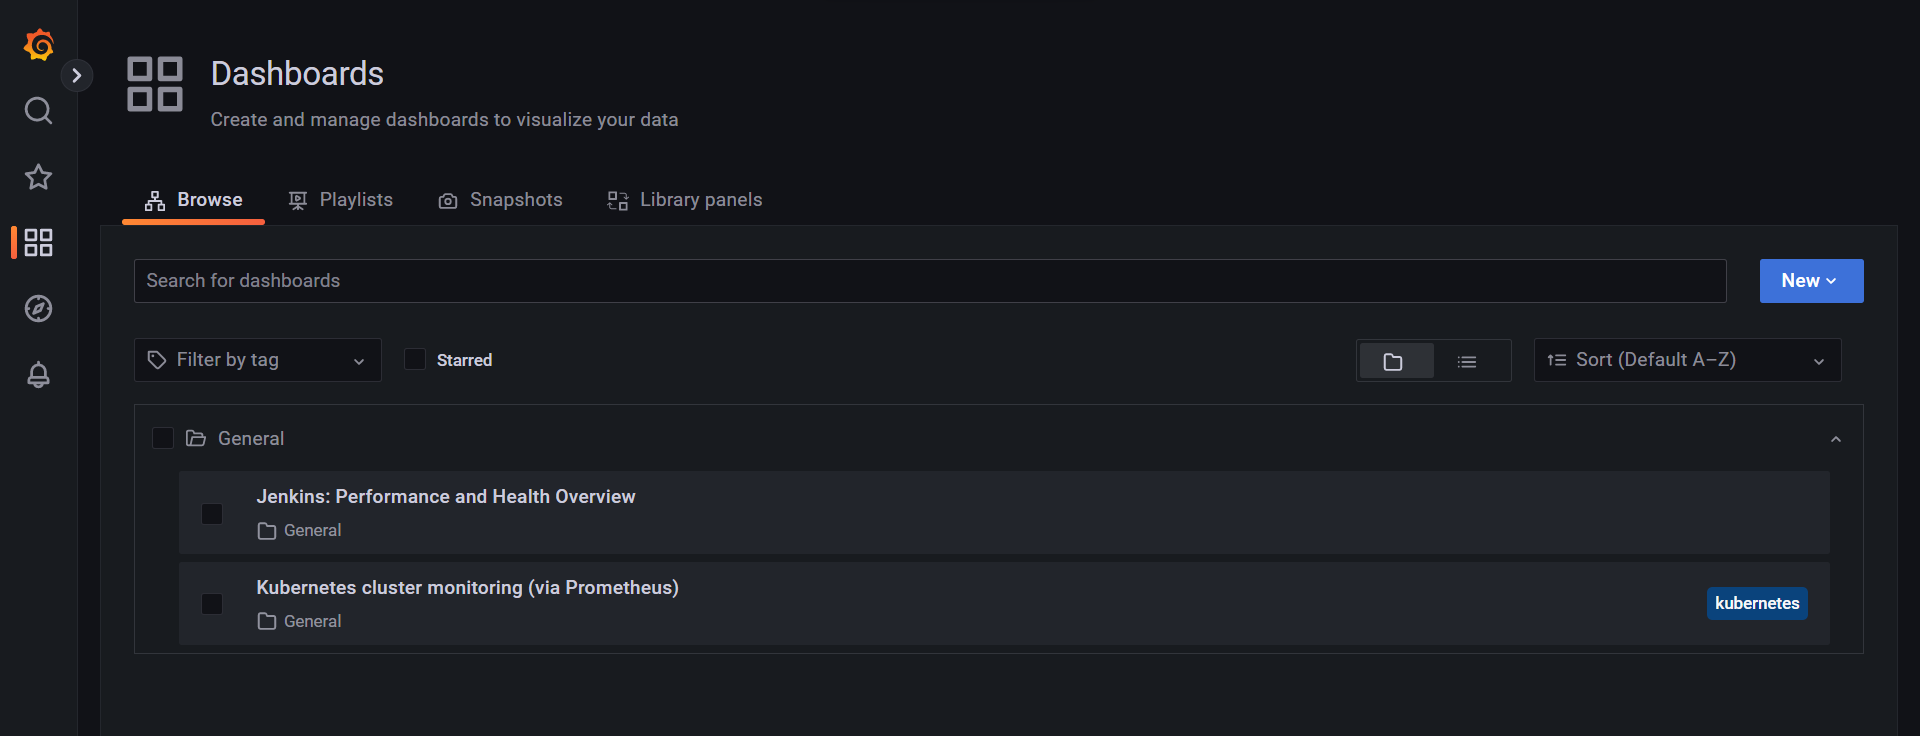 Dashboards
Create and manage dashboards to visualize your data
Browse Playlists Snapshots Library panels
Search for dashboards New
Filter by tag Starred Sort (Default A–Z)
General
Jenkins: Performance and Health Overview
General
Kubernetes cluster monitoring (via Prometheus)
kubernetes
General